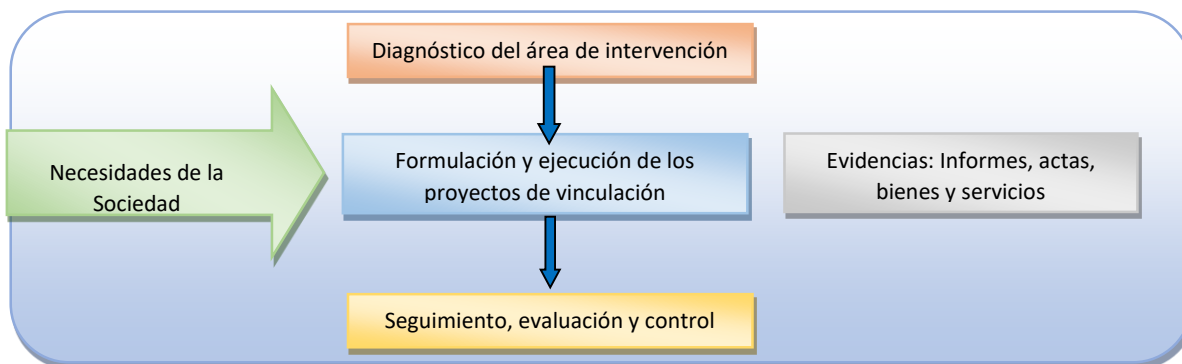 Diagnóstico del área de intervención
Necesidades de la
Sociedad
Formulación y ejecución de los
proyectos de vinculación
Evidencias: Informes, actas,
bienes y servicios
Seguimiento, evaluación y control